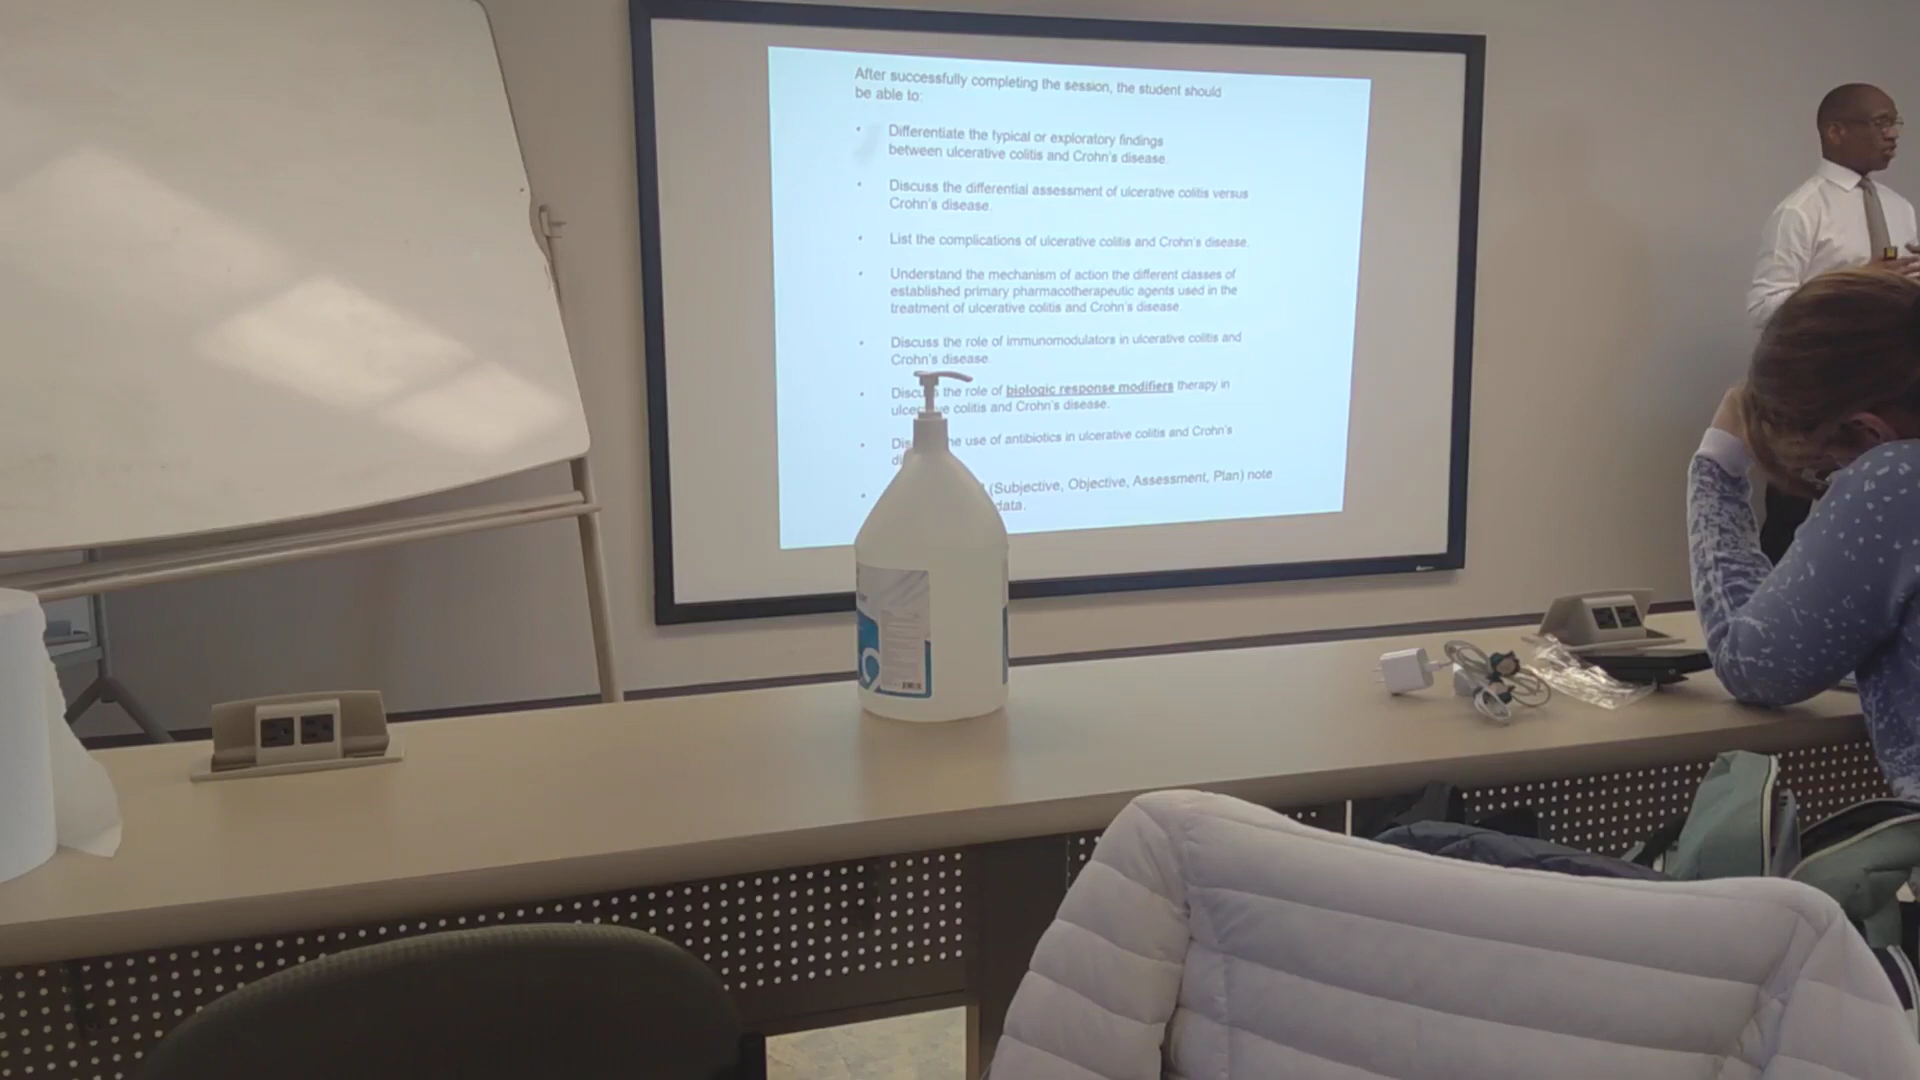 After successfully completing the session, the student should
be able to:
• Differentiate the typical or exploratory findings
between ulcerative colitis and Crohn's disease.
• Discuss the differential assessment of ulcerative colitis versus
Crohn's disease.
• List the complications of ulcerative colitis and Crohn's disease.
• Understand the mechanism of action the different classes of
established primary pharmacotherapeutic agents used in the
treatment of ulcerative colitis and Crohn's disease
• Discuss the role of immunomodulators in ulcerative colitis and
Crohn's disease.
• the role of biologic response modifiers therapy in
colitis and Crohn's disease.
• use of antibiotics in ulcerative colitis and Crohn's
• (Subjective, Objective, Assessment, Plan) note
data.